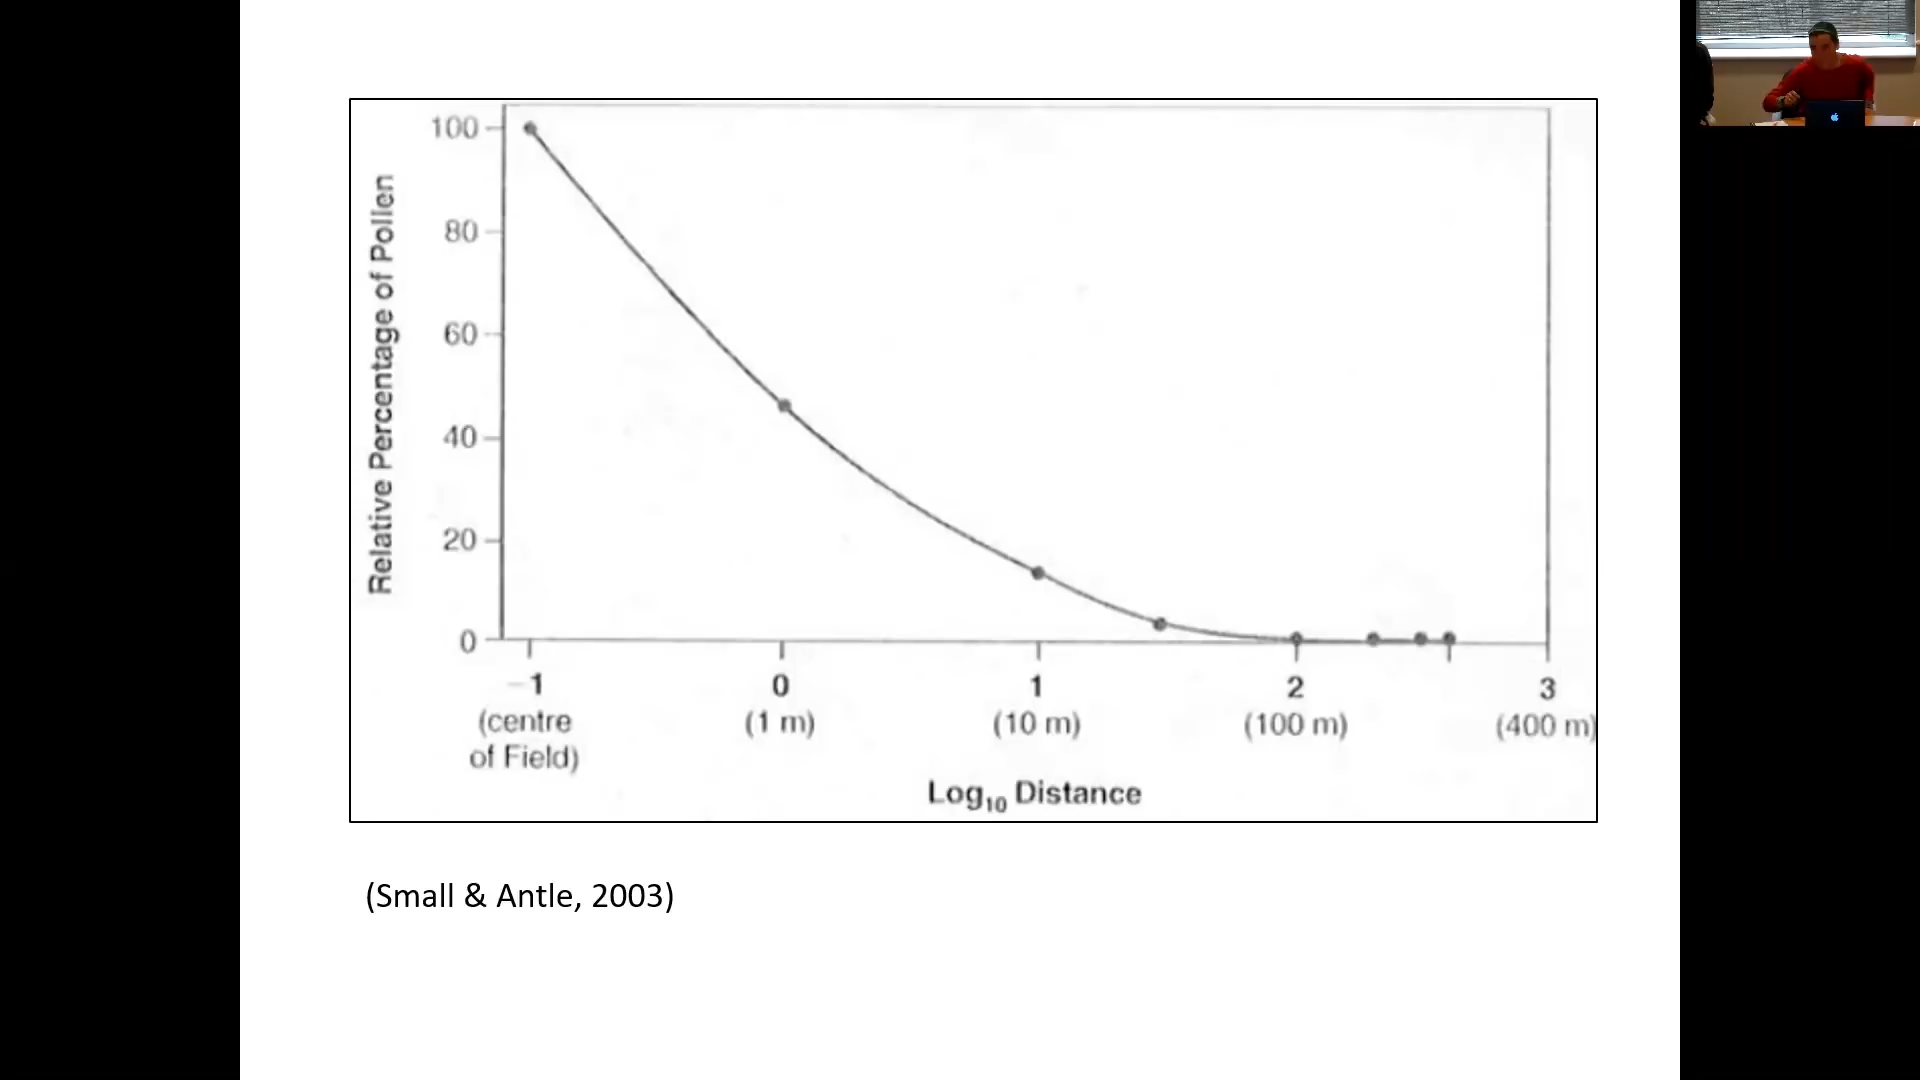 Relative Percentage of Pollen
100
80
60
40
20
0
−1
0
1
2
3
(centre
of Field)
(1 m)
(10 m)
(100 m)
(400 m)
Log₁₀ Distance
(Small & Antle, 2003)